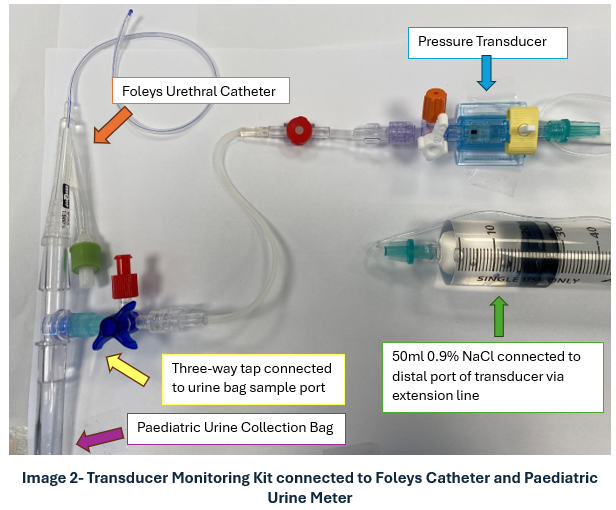 Pressure Transducer
Foleys Urethral Catheter
10
30
40
SINGLE USE ONLY
Three-way tap connected
to urine bag sample port
50ml 0.9% NaCl connected to
distal port of transducer via
extension line
Paediatric Urine Collection Bag
Image 2- Transducer Monitoring Kit connected to Foleys Catheter and Paediatric
Urine Meter